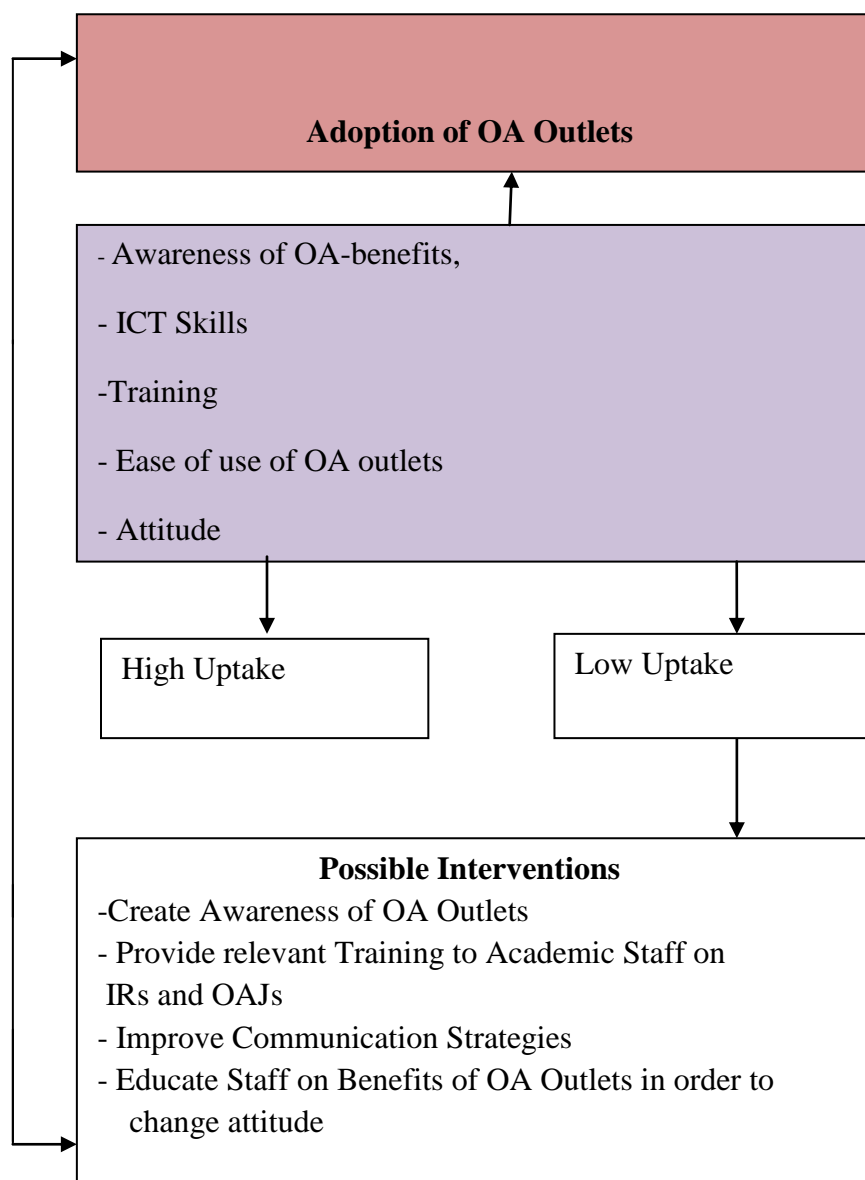 Adoption of OA Outlets
- Awareness of OA-benefits,
- ICT Skills
-Training
- Ease of use of OA outlets
- Attitude
High Uptake
Low Uptake
Possible Interventions
-Create Awareness of OA Outlets
- Provide relevant Training to Academic Staff on
IRs and OAJs
- Improve Communication Strategies
- Educate Staff on Benefits of OA Outlets in order to
change attitude